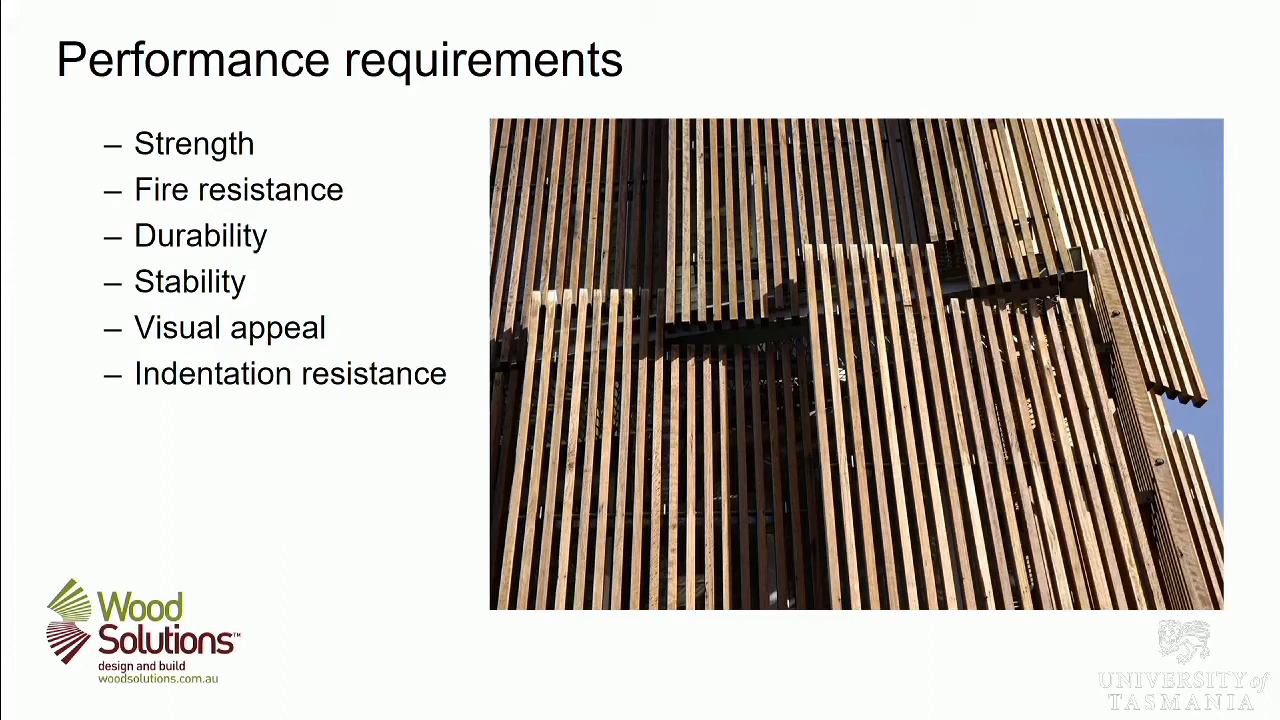 Performance requirements
– Strength
– Fire resistance
– Durability
– Stability
– Visual appeal
– Indentation resistance
Wood
Solutions™
design and build
woodsolutions.com.au
UNIVERSITY of
TASMANIA